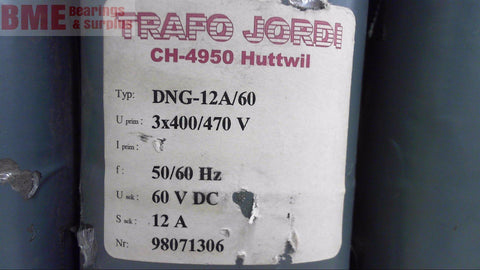 BME Bearings & Surplus
TRAFO JORDI
CH-4950 Huttwil
Typ: DNG-12A/60
U prim : 3x400/470 V
I prim :
f : 50/60 Hz
U sek : 60 V DC
S sek : 12 A
Nr: 98071306